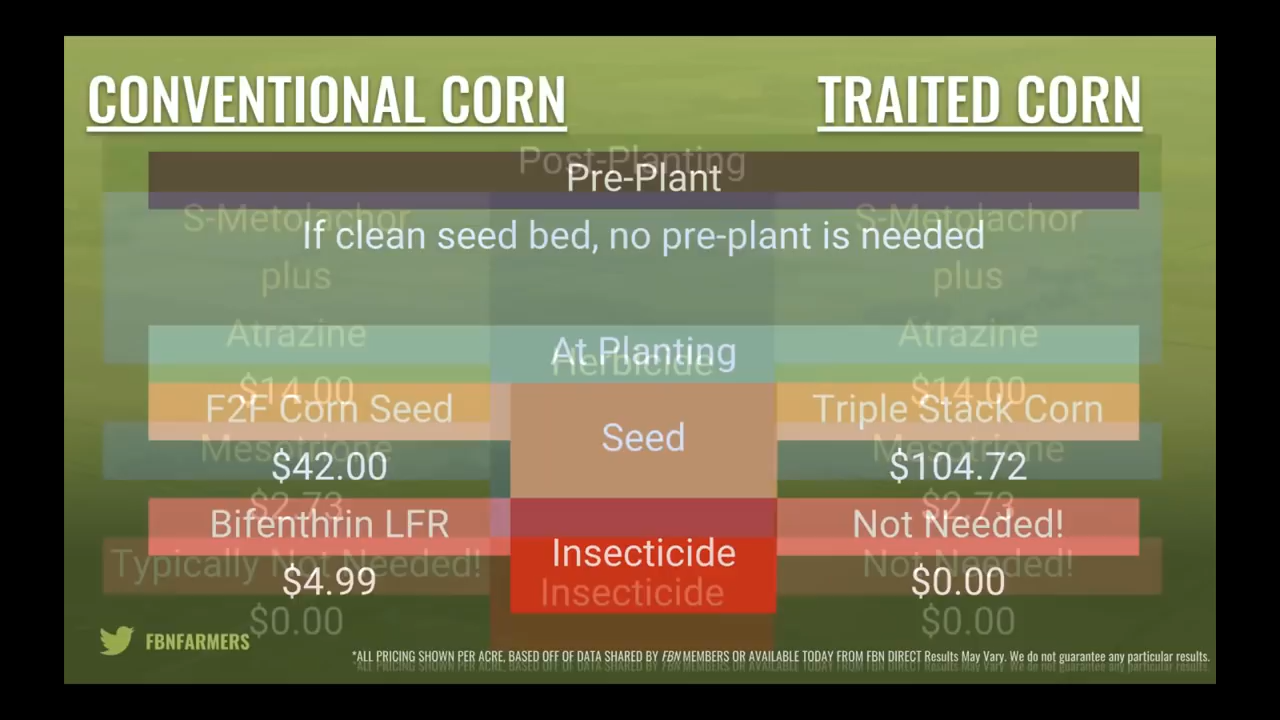 CONVENTIONAL CORN
TRAITED CORN
Post-Planting
Pre-Plant
S-Metolachor
S-Metolachor
If clean seed bed, no pre-plant is needed
plus
plus
Atrazine
Atrazine
At Planting
Herbicide
$14.00
$14.00
F2F Corn Seed
Triple Stack Corn
Seed
Mesotrione
Mesotrione
$42.00
$104.72
$2.73
$2.73
Bifenthrin LFR
Not Needed!
Insecticide
Typically Not Needed!
Not Needed!
$4.99
$0.00
Insecticide
$0.00
$0.00
FBNFARMERS
*ALL PRICING SHOWN PER ACRE, BASED OFF OF DATA SHARED BY FBN MEMBERS OR AVAILABLE TODAY FROM FBN DIRECT Results May Vary. We do not guarantee any particular results.